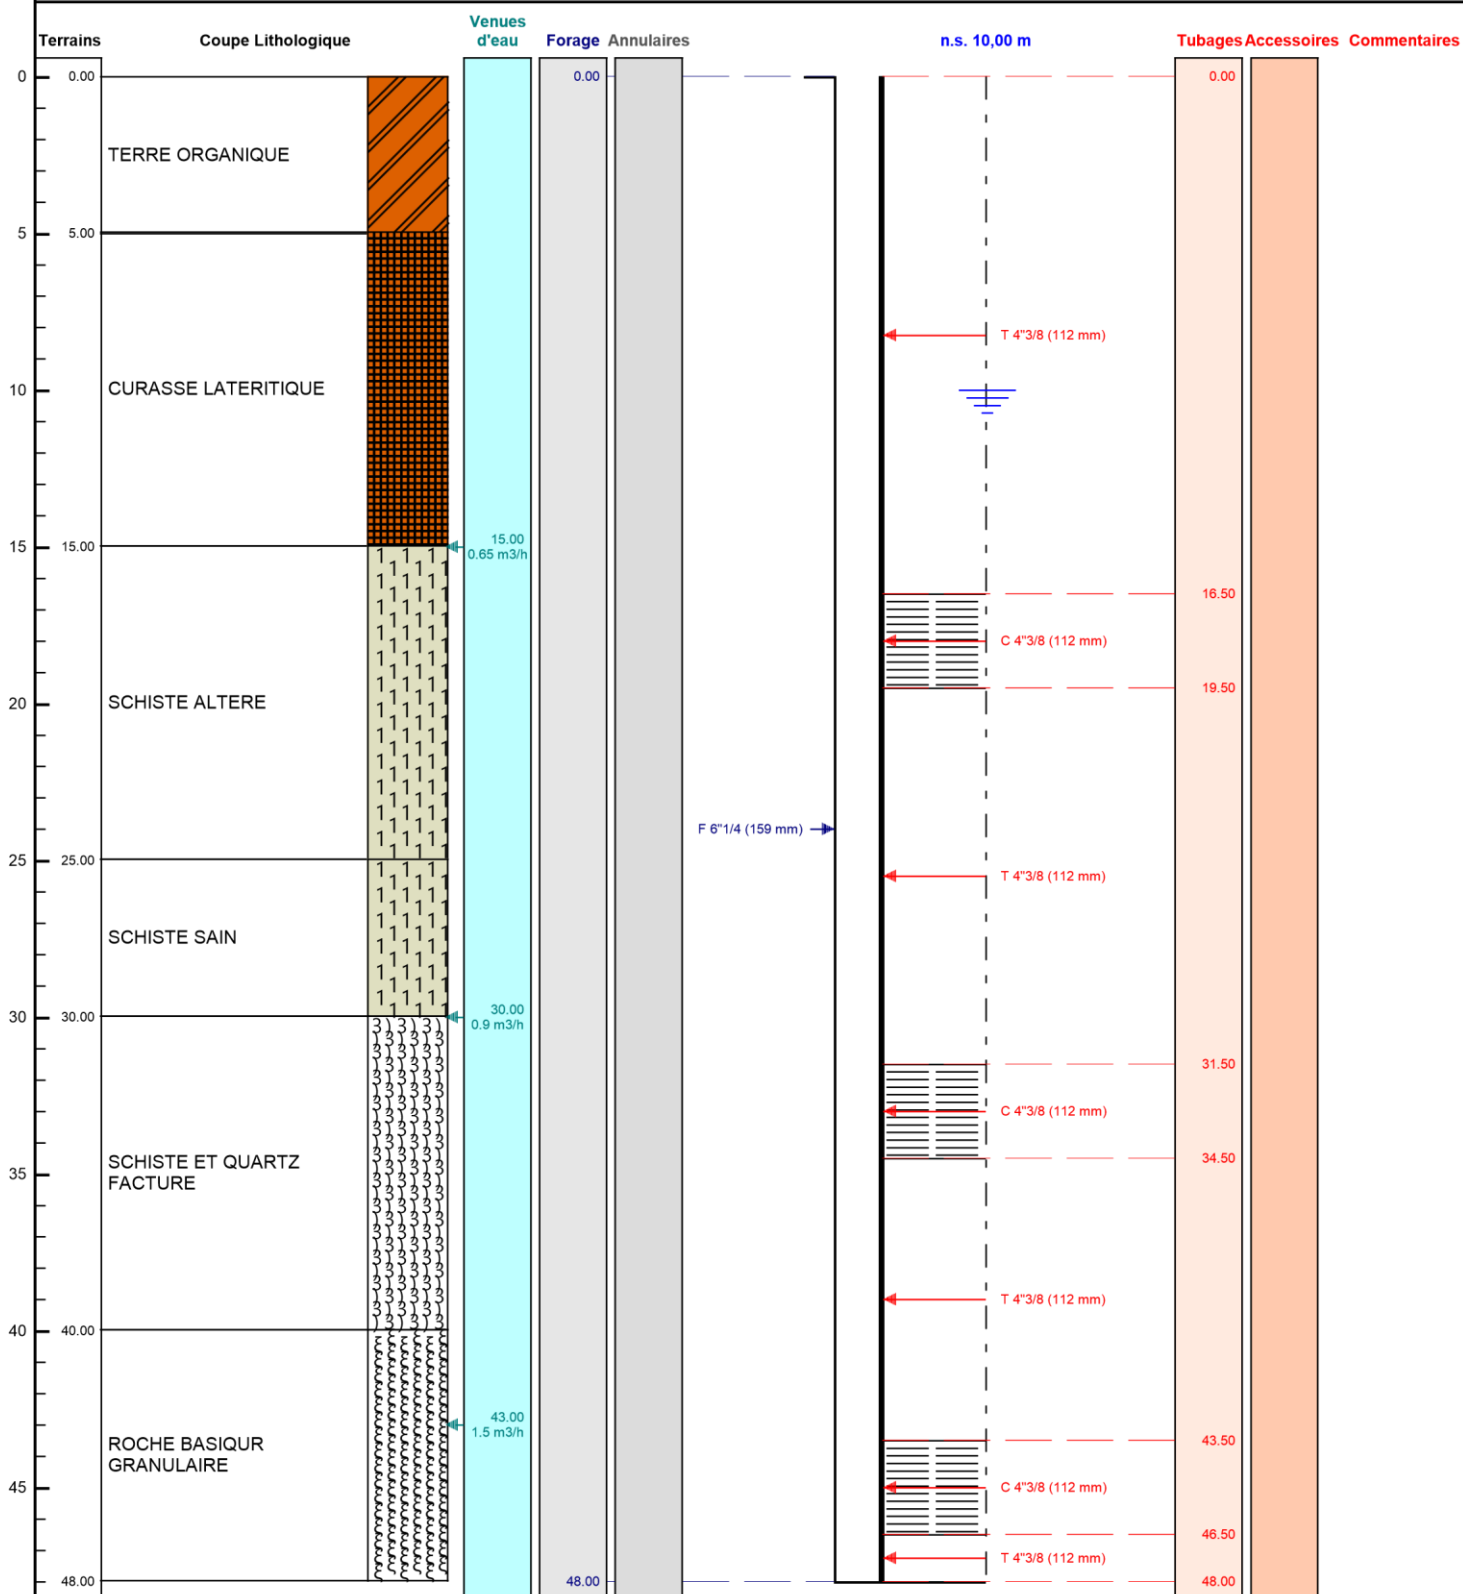 Venues
Terrains Coupe Lithologique d'eau Forage Annulaires n.s. 10,00 m Tubages Accessoires Commentaires
0 0.00 0.00 0.00
TERRE ORGANIQUE
5 5.00
T 4"3/8 (112 mm)
10 CURASSE LATERITIQUE
15 15.00 15.00
0.65 m3/h
16.50
C 4"3/8 (112 mm)
19.50
20 SCHISTE ALTERE
F 6"1/4 (159 mm)
25 25.00
T 4"3/8 (112 mm)
SCHISTE SAIN
30 30.00 30.00
0.9 m3/h
31.50
C 4"3/8 (112 mm)
34.50
SCHISTE ET QUARTZ
35 FACTURE
T 4"3/8 (112 mm)
40 40.00
43.00
1.5 m3/h
43.50
ROCHE BASIQUR
GRANULAIRE
45 C 4"3/8 (112 mm)
46.50
T 4"3/8 (112 mm)
48.00 48.00 48.00